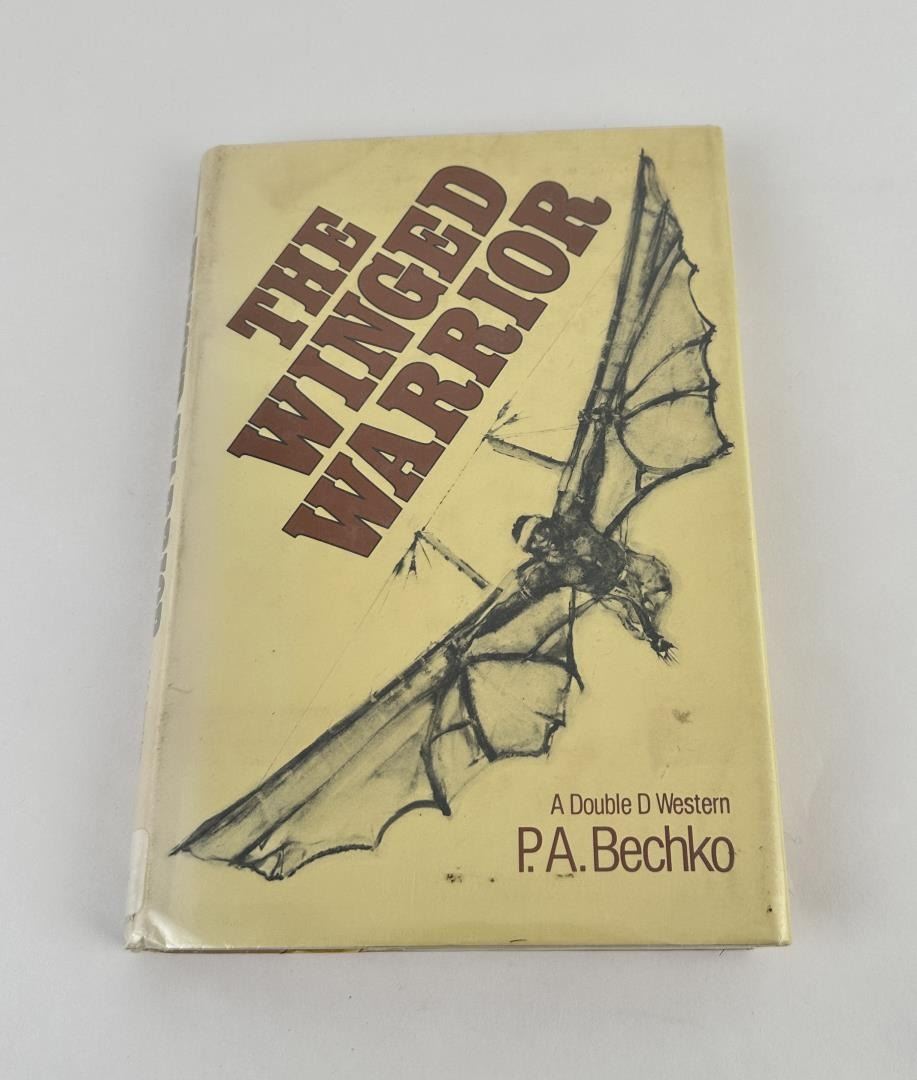 THE
WINGED
WARRIOR
A Double D Western
P.A. Bechko